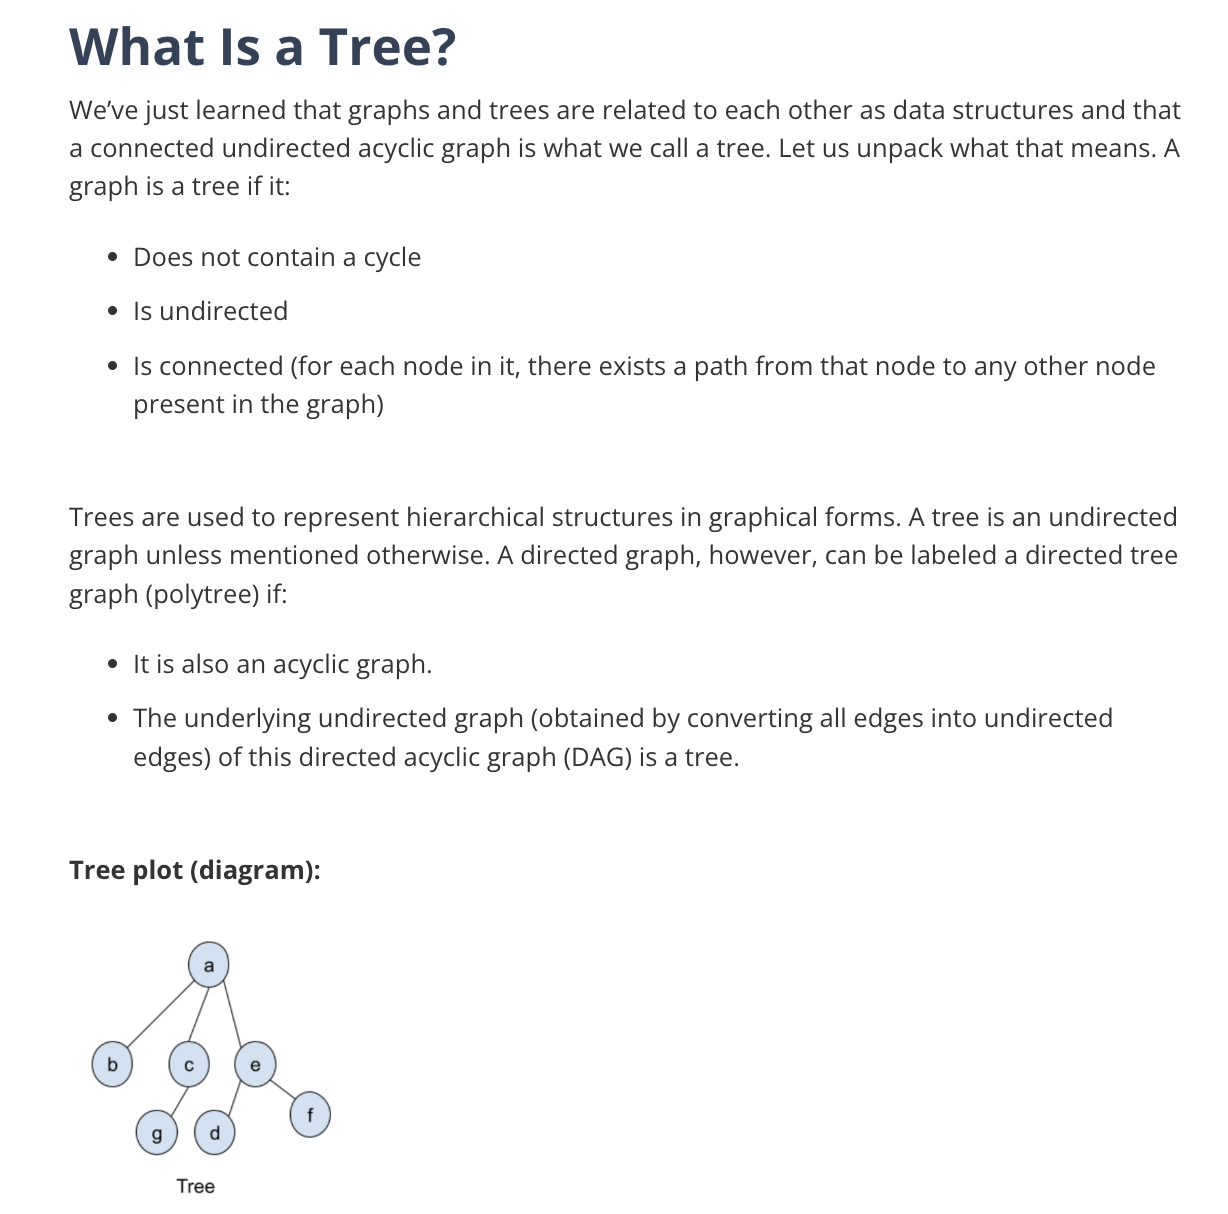 What Is a Tree?
We’ve just learned that graphs and trees are related to each other as data structures and that
a connected undirected acyclic graph is what we call a tree. Let us unpack what that means. A
graph is a tree if it:
• Does not contain a cycle
• Is undirected
• Is connected (for each node in it, there exists a path from that node to any other node
present in the graph)
Trees are used to represent hierarchical structures in graphical forms. A tree is an undirected
graph unless mentioned otherwise. A directed graph, however, can be labeled a directed tree
graph (polytree) if:
• It is also an acyclic graph.
• The underlying undirected graph (obtained by converting all edges into undirected
edges) of this directed acyclic graph (DAG) is a tree.
Tree plot (diagram):
a
b c e
f
g d
Tree